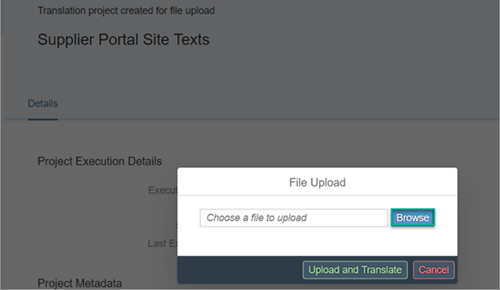 Translation project created for file upload
Supplier Portal Site Texts
Details
Project Execution Details
File Upload
Choose a file to upload Browse
Last Ex
Upload and Translate Cancel
Project Metadata